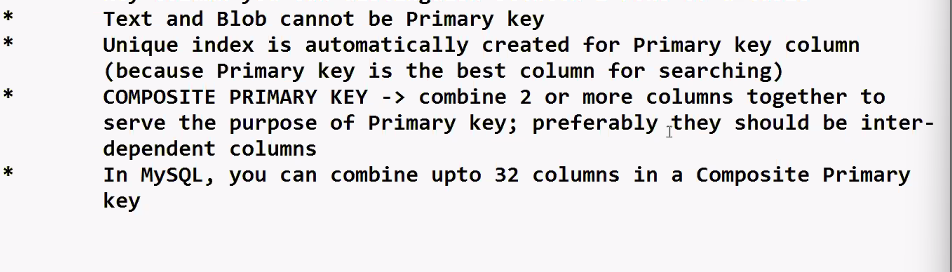 * Text and Blob cannot be Primary key
* Unique index is automatically created for Primary key column
(because Primary key is the best column for searching)
* COMPOSITE PRIMARY KEY -> combine 2 or more columns together to
serve the purpose of Primary key; preferably they should be inter-
dependent columns
* In MySQL, you can combine upto 32 columns in a Composite Primary
key